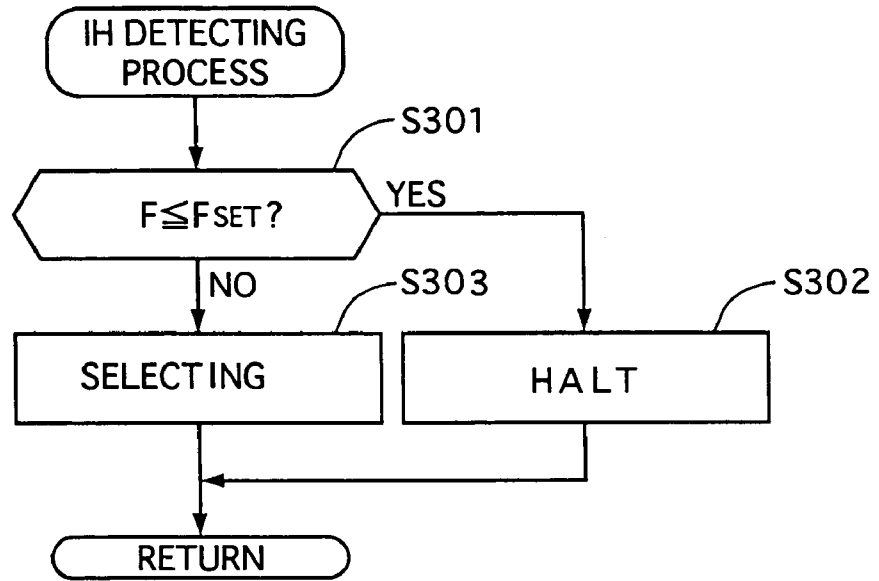 IH DETECTING
PROCESS
S301
F≦FSET?
YES
NO
S303
S302
SELECTING
HALT
RETURN